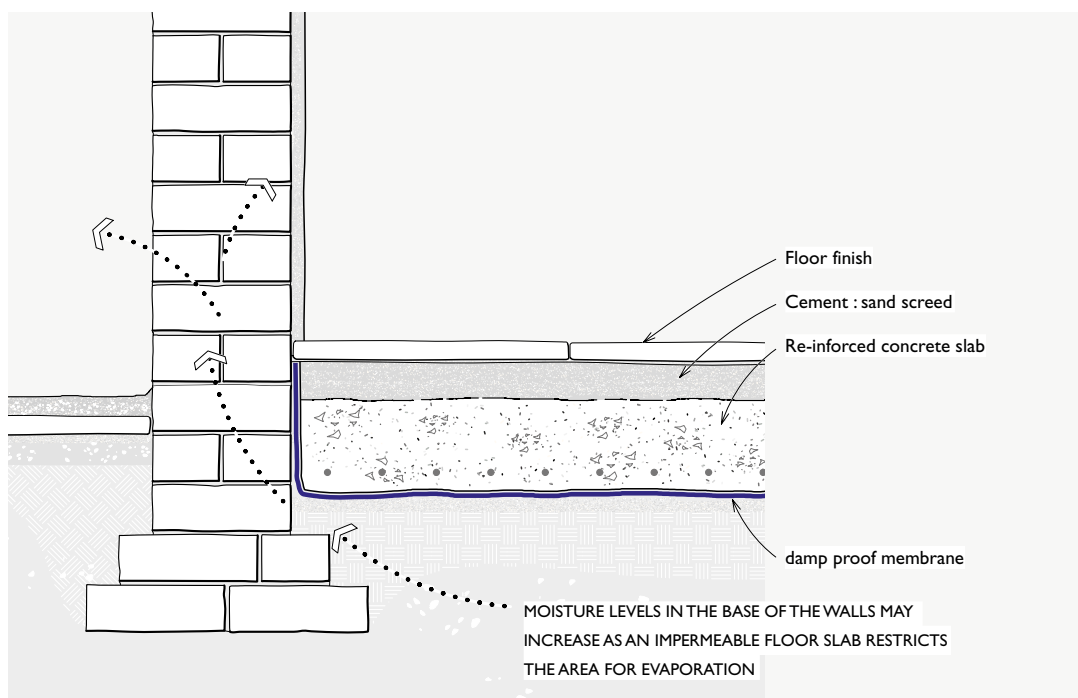 Floor finish
Cement : sand screed
Re-inforced concrete slab
damp proof membrane
MOISTURE LEVELS IN THE BASE OF THE WALLS MAY
INCREASE AS AN IMPERMEABLE FLOOR SLAB RESTRICTS
THE AREA FOR EVAPORATION